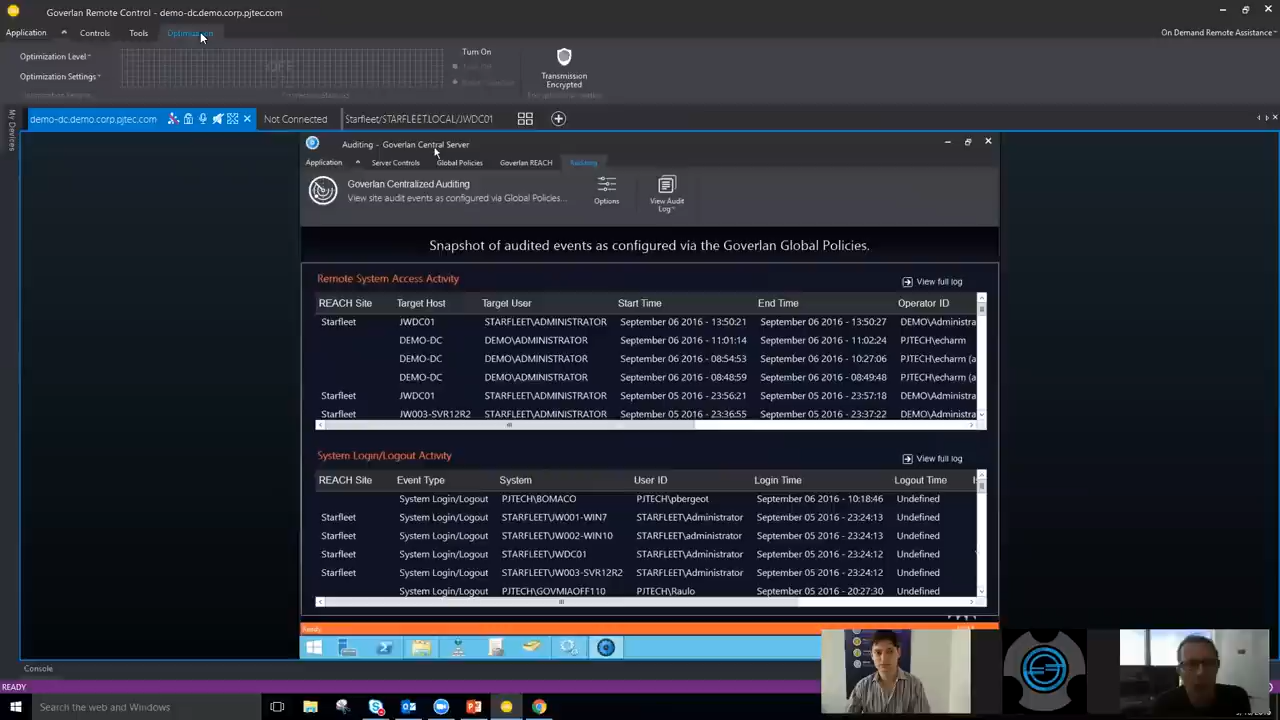 Goverlan Remote Control - demo-dc.demo.corp.pjtec.com
Application Controls Tools Optimization On Demand Remote Assistance
Optimization Level
Optimization Settings
OFF
Turn On
Transmission Encrypted
My Devices
demo-dc.demo.corp.pjtec.com Not Connected Starfleet/STARFLEET.LOCAL/JWDC01
Auditing - Goverlan Central Server
Application Server Controls Global Policies Goverlan REACH Auditing
Goverlan Centralized Auditing
View site audit events as configured via Global Policies...
Options
View Audit Log
Snapshot of audited events as configured via the Goverlan Global Policies.
Remote System Access Activity View full log
REACH Site Target Host Target User Start Time End Time Operator ID
Starfleet JWDC01 STARFLEET\ADMINISTRATOR September 06 2016 - 13:50:21 September 06 2016 - 13:50:27 DEMO\Administra
DEMO-DC DEMO\ADMINISTRATOR September 06 2016 - 11:01:14 September 06 2016 - 11:02:24 PJTECH\echarm
DEMO-DC DEMO\ADMINISTRATOR September 06 2016 - 08:54:53 September 06 2016 - 10:27:06 PJTECH\echarm (a
DEMO-DC DEMO\ADMINISTRATOR September 06 2016 - 08:48:59 September 06 2016 - 08:49:48 PJTECH\echarm (a
Starfleet JWDC01 STARFLEET\ADMINISTRATOR September 05 2016 - 23:56:21 September 05 2016 - 23:57:18 DEMO\Administra
Starfleet JW003-SVR12R2 STARFLEET\ADMINISTRATOR September 05 2016 - 23:36:55 September 05 2016 - 23:37:22 DEMO\Administra
System Login/Logout Activity View full log
REACH Site Event Type System User ID Login Time Logout Time
System Login/Logout PJTECH\BOMACO PJTECH\pbergeot September 06 2016 - 10:18:46 Undefined
Starfleet System Login/Logout STARFLEET\JW001-WIN7 STARFLEET\Administrator September 05 2016 - 23:24:13 Undefined
Starfleet System Login/Logout STARFLEET\JW002-WIN10 STARFLEET\administrator September 05 2016 - 23:24:13 Undefined
Starfleet System Login/Logout STARFLEET\JWDC01 STARFLEET\Administrator September 05 2016 - 23:24:12 Undefined
Starfleet System Login/Logout STARFLEET\JW003-SVR12R2 STARFLEET\Administrator September 05 2016 - 23:24:12 Undefined
System Login/Logout PJTECH\GOVMIAOFF110 PJTECH\Raulo September 05 2016 - 20:27:30 Undefined
Ready
Console
READY
Search the web and Windows